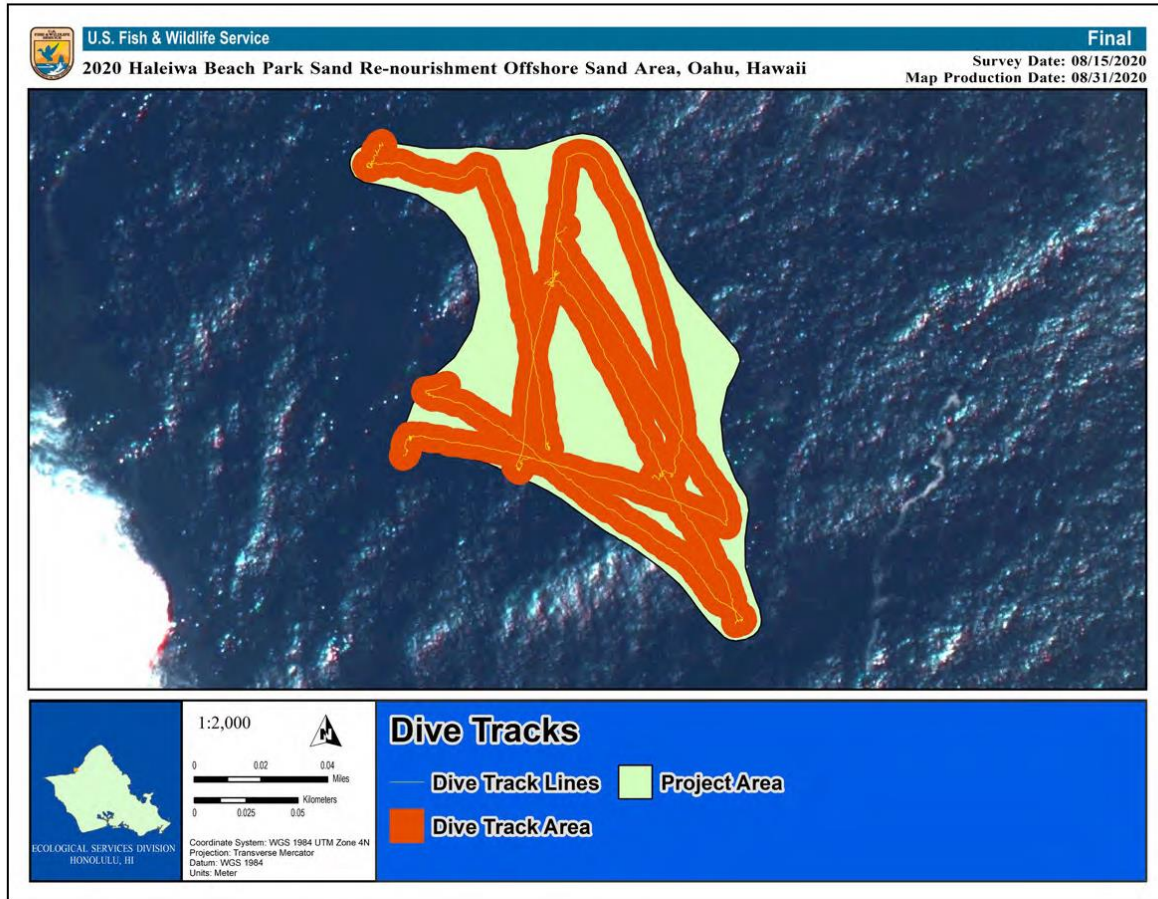 U.S. Fish & Wildlife Service
Final
2020 Haleiwa Beach Park Sand Re-nourishment Offshore Sand Area, Oahu, Hawaii
Survey Date: 08/15/2020
Map Production Date: 08/31/2020
ECOLOGICAL SERVICES DIVISION
HONOLULU, HI
1:2,000
N
0 0.02 0.04
Miles
Kilometers
0 0.025 0.05
Coordinate System: WGS 1984 UTM Zone 4N
Projection: Transverse Mercator
Datum: WGS 1984
Units: Meter
Dive Tracks
Dive Track Lines
Project Area
Dive Track Area